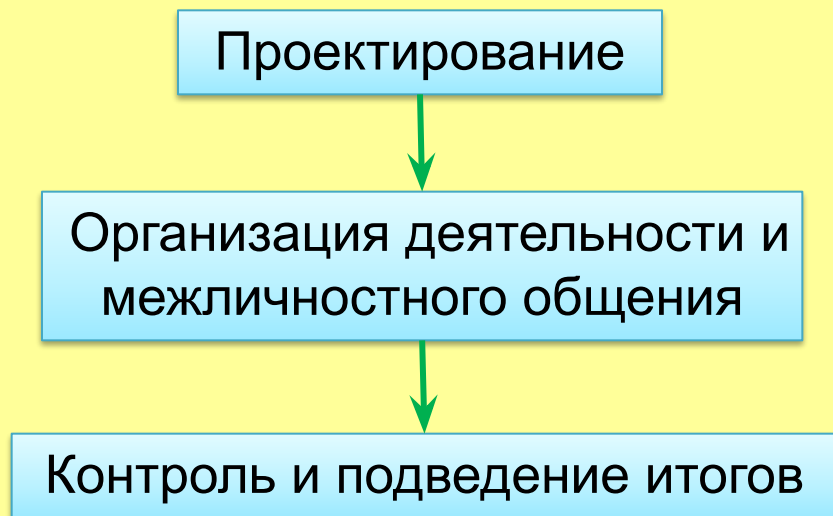 Проектирование
Организация деятельности и
межличностного общения
Контроль и подведение итогов